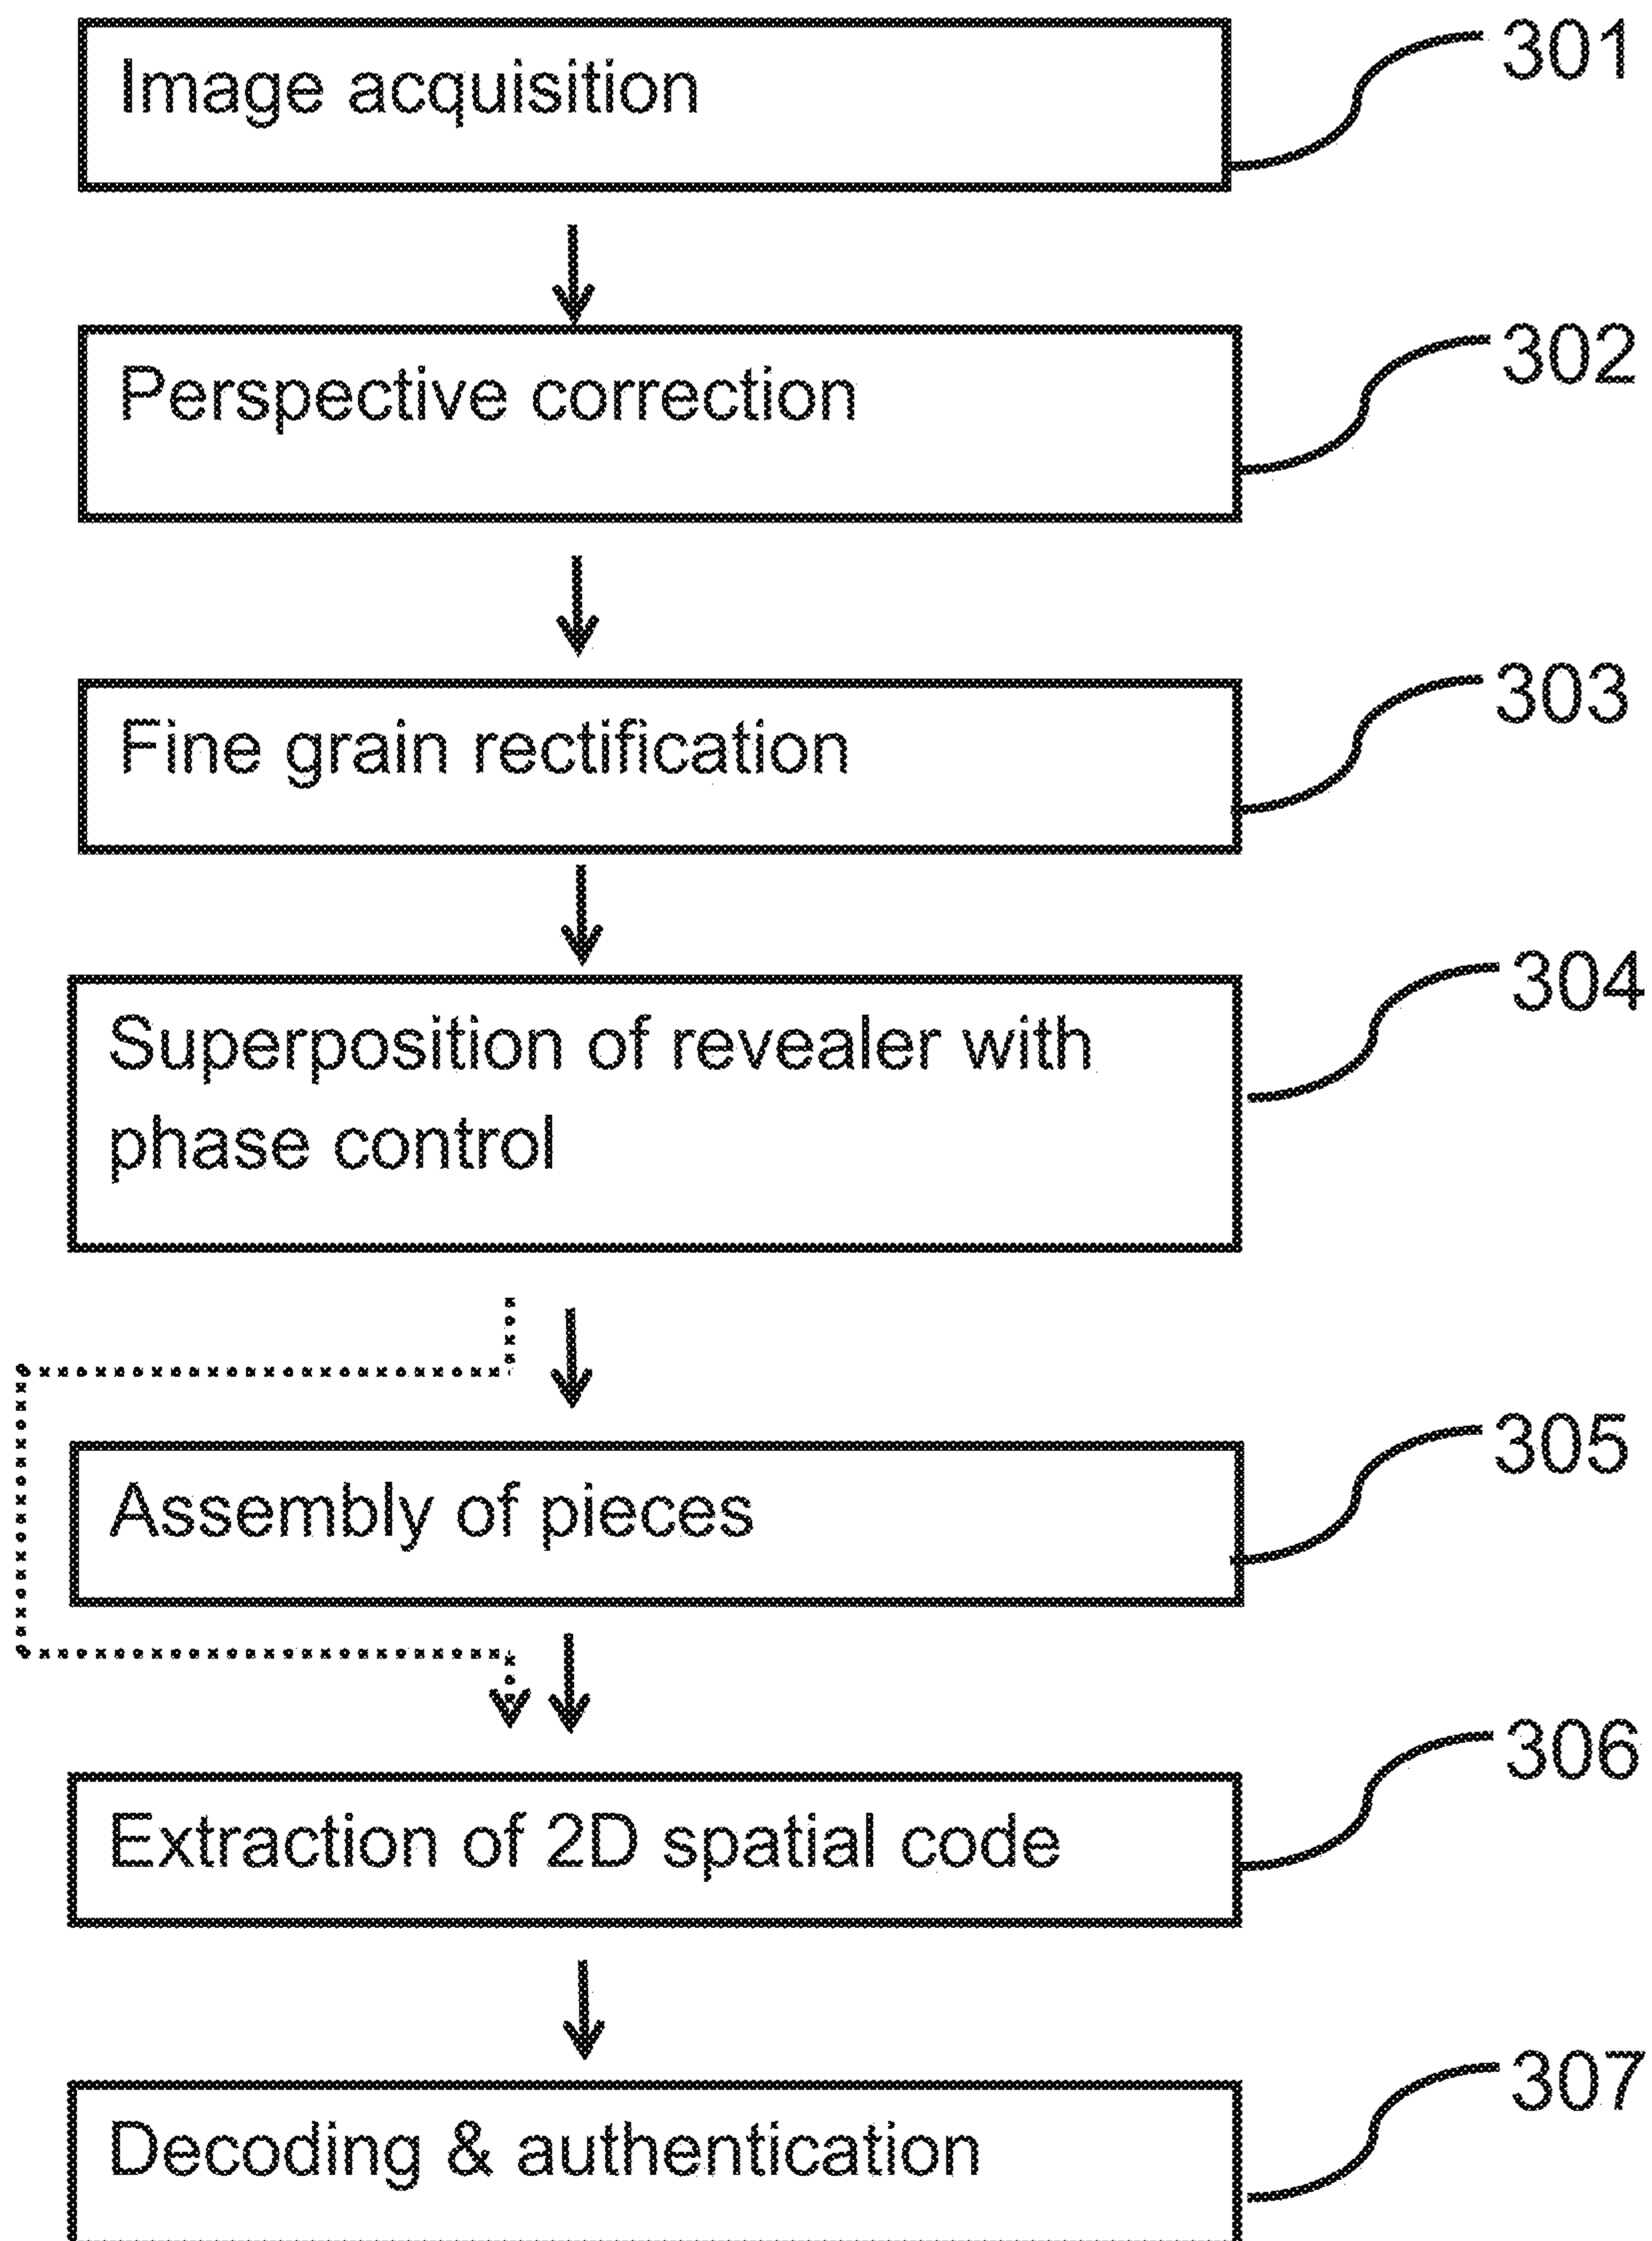 Image acquisition
301
Perspective correction
302
Fine grain rectification
303
Superposition of revealer with
phase control
304
Assembly of pieces
305
Extraction of 2D spatial code
306
Decoding & authentication
307